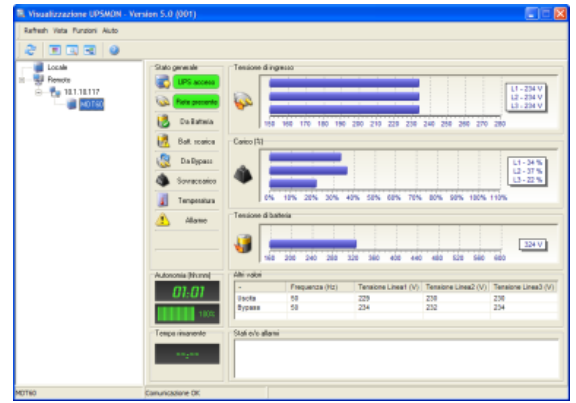 Visualizzazione UPSMON - Version 5.0 (001)
Refresh Vista Funzioni Aiuto
Locale
Remoto
10.1.10.117
MDT60
Stato generale
UPS acceso
Rete presente
Da Batteria
Batt. scarica
Da Bypass
Sovraccarico
Temperatura
Allarme
Autonomia [hh:mm]
01:01
100%
Tempo rimanente
--:--
Tensione di ingresso
L1 - 234 V
L2 - 234 V
L3 - 234 V
150 160 170 180 190 200 210 220 230 240 250 260 270 280
Carico [%]
L1 - 34 %
L2 - 37 %
L3 - 22 %
0% 10% 20% 30% 40% 50% 60% 70% 80% 90% 100% 110%
Tensione di batteria
324 V
160 200 240 280 320 360 400 440 480 520 560 600
Altri valori
- Frequenza (Hz) Tensione Linea1 (V) Tensione Linea2 (V) Tensione Linea3 (V)
Uscita 50 229 230 230
Bypass 50 234 232 234
Stati e/o allarmi
MDT60 Comunicazione OK